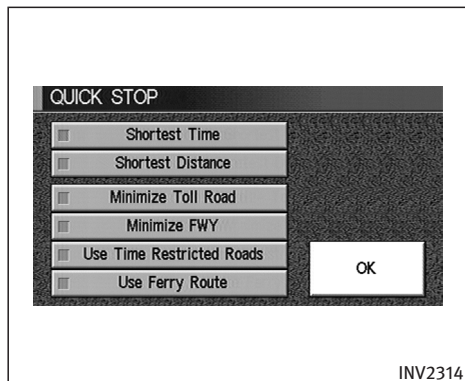 QUICK STOP
Shortest Time
Shortest Distance
Minimize Toll Road
Minimize FWY
Use Time Restricted Roads
Use Ferry Route
OK
INV2314